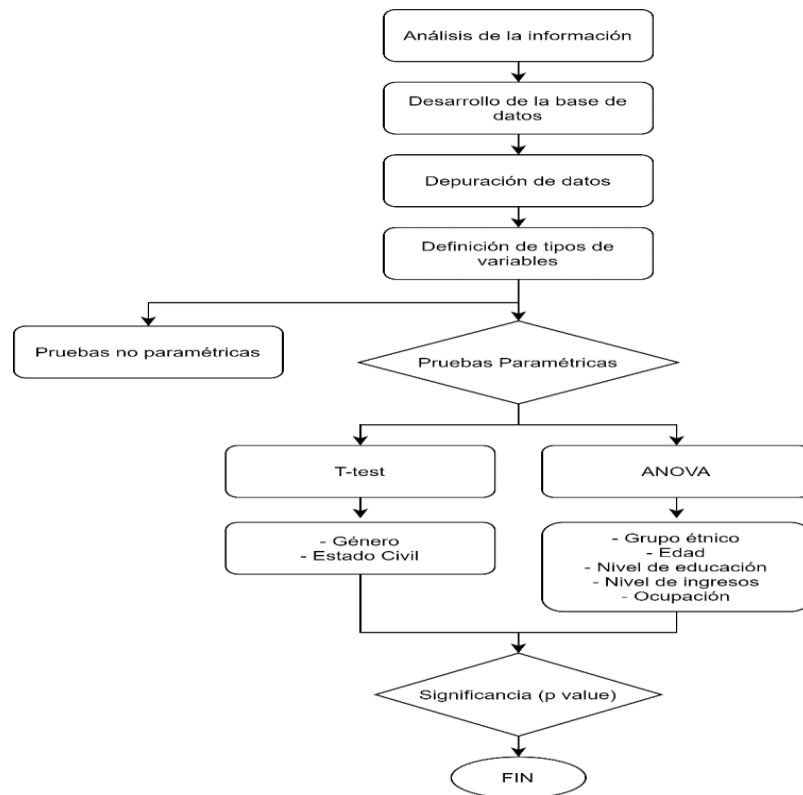 Análisis de la información
Desarrollo de la base de
datos
Depuración de datos
Definición de tipos de
variables
Pruebas no paramétricas
Pruebas Paramétricas
T-test
ANOVA
- Género
- Estado Civil
- Grupo étnico
- Edad
- Nivel de educación
- Nivel de ingresos
- Ocupación
Significancia (p value)
FIN